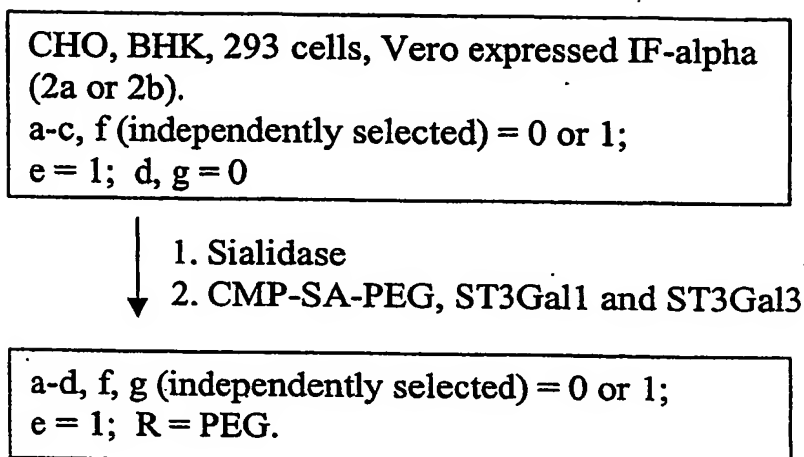 CHO, BHK, 293 cells, Vero expressed IF-alpha
(2a or 2b).
a-c, f (independently selected) = 0 or 1;
e = 1; d, g = 0
1. Sialidase
2. CMP-SA-PEG, ST3Gal1 and ST3Gal3
a-d, f, g (independently selected) = 0 or 1;
e = 1; R = PEG.